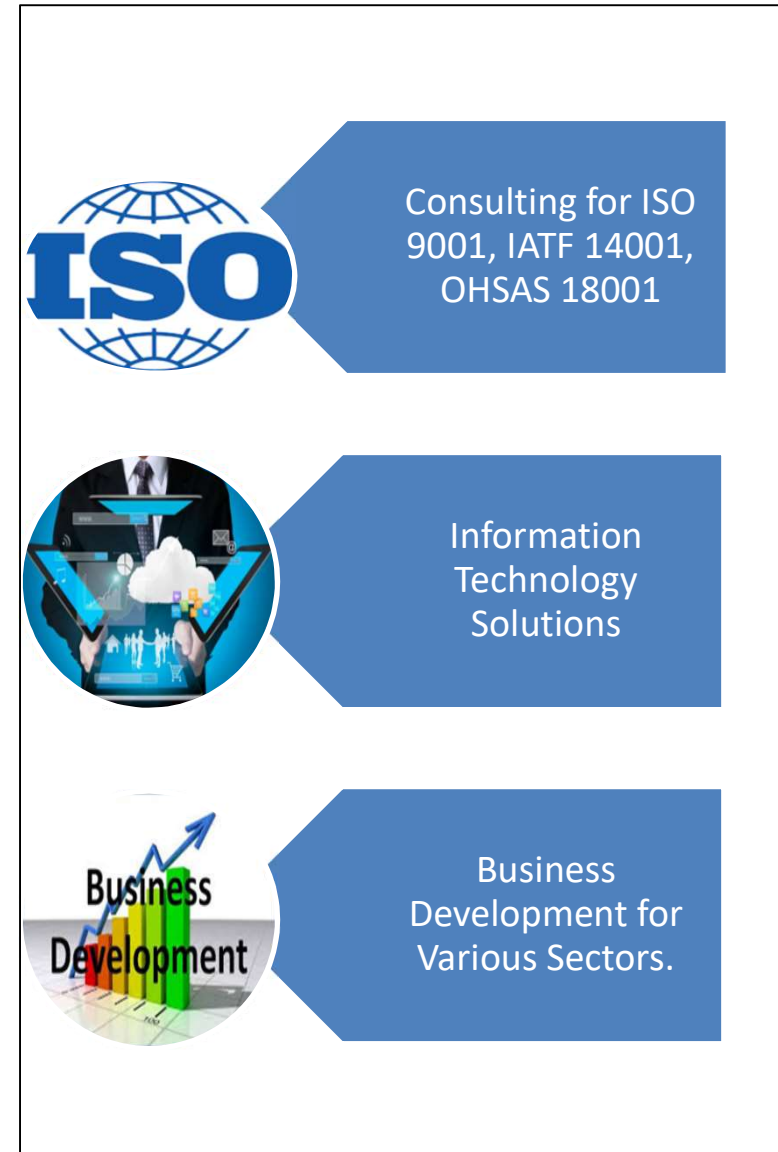 ISO
Consulting for ISO
9001, IATF 14001,
OHSAS 18001
Information
Technology
Solutions
Business
Development
100
Business
Development for
Various Sectors.